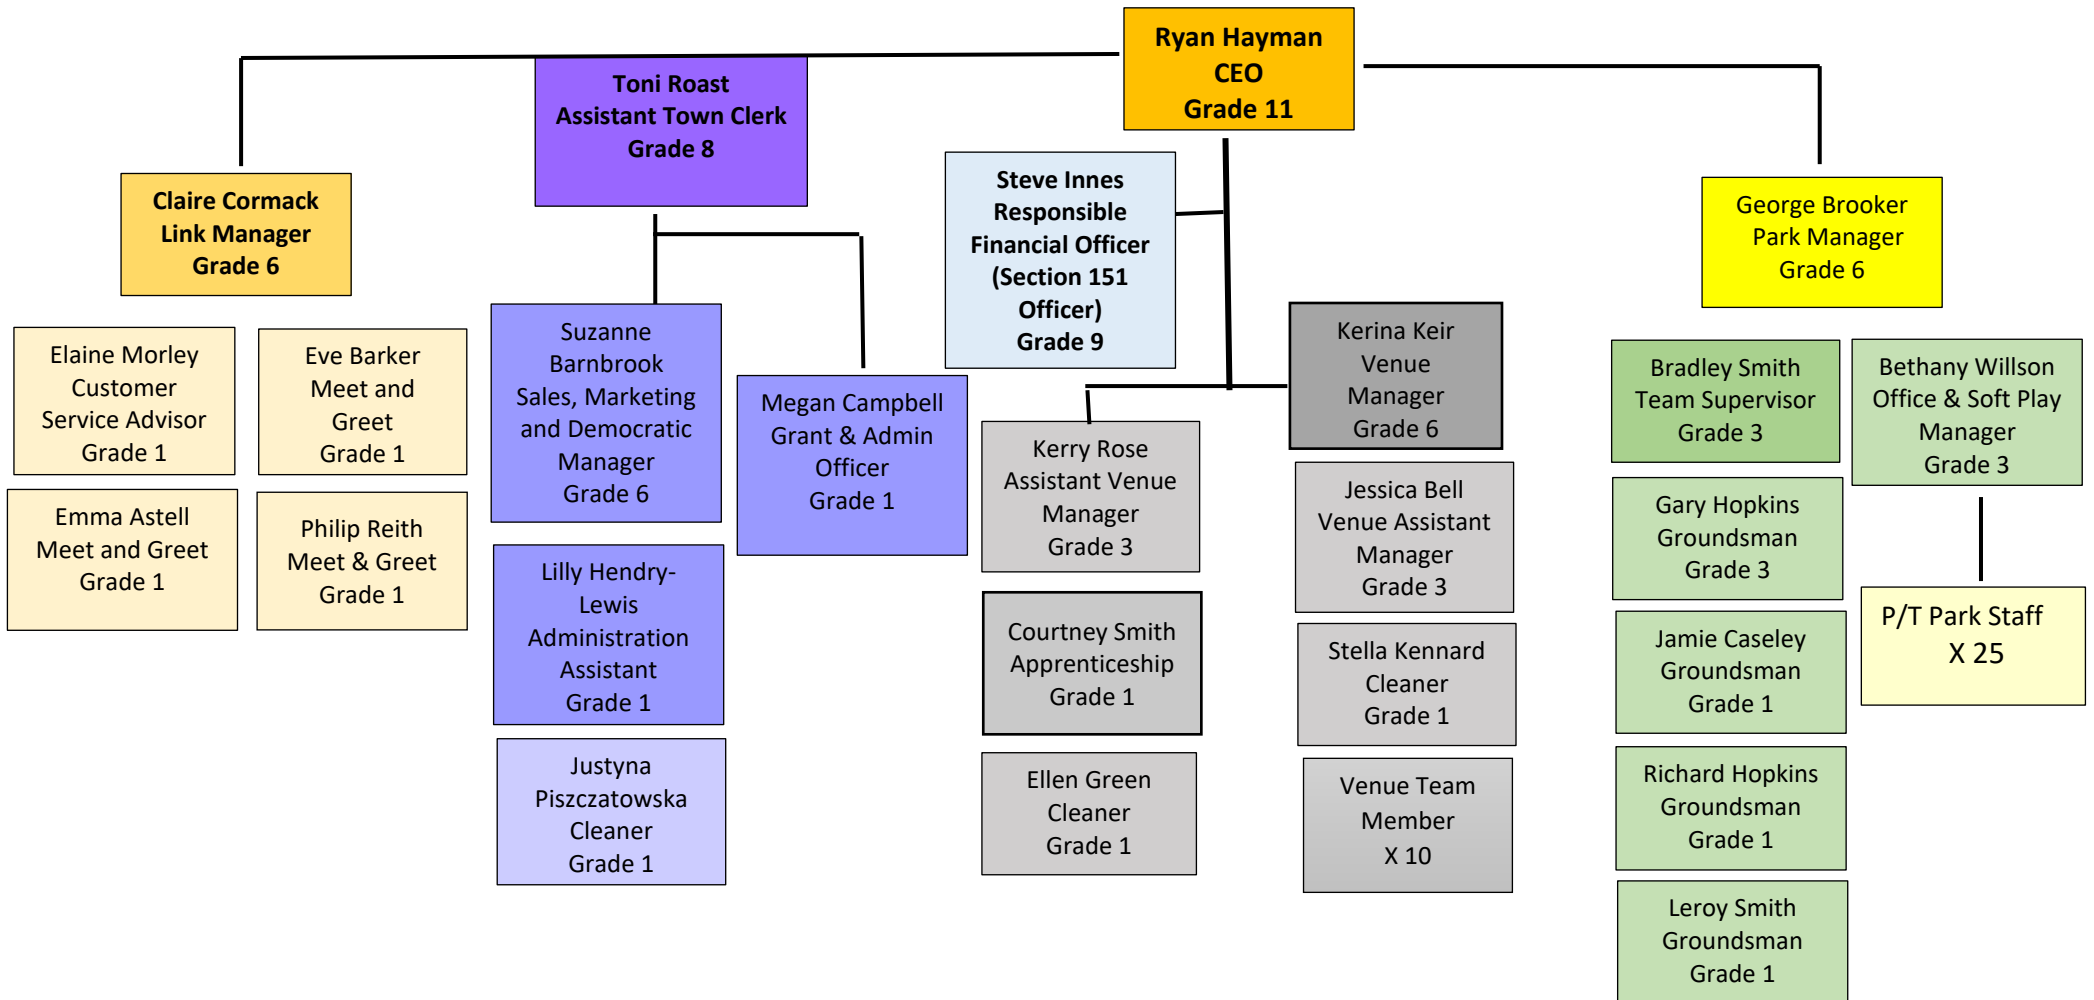 Ryan Hayman
CEO
Grade 11
Toni Roast
Assistant Town Clerk
Grade 8
Steve Innes
Responsible
Financial Officer
(Section 151
Officer)
Grade 9
Claire Cormack
Link Manager
Grade 6
George Brooker
Park Manager
Grade 6
Elaine Morley
Customer
Service Advisor
Grade 1
Eve Barker
Meet and
Greet
Grade 1
Emma Astell
Meet and Greet
Grade 1
Philip Reith
Meet & Greet
Grade 1
Suzanne
Barnbrook
Sales, Marketing
and Democratic
Manager
Grade 6
Megan Campbell
Grant & Admin
Officer
Grade 1
Lilly Hendry-
Lewis
Administration
Assistant
Grade 1
Justyna
Piszczatowska
Cleaner
Grade 1
Kerina Keir
Venue
Manager
Grade 6
Kerry Rose
Assistant Venue
Manager
Grade 3
Jessica Bell
Venue Assistant
Manager
Grade 3
Courtney Smith
Apprenticeship
Grade 1
Stella Kennard
Cleaner
Grade 1
Ellen Green
Cleaner
Grade 1
Venue Team
Member
X 10
Bradley Smith
Team Supervisor
Grade 3
Bethany Willson
Office & Soft Play
Manager
Grade 3
Gary Hopkins
Groundsman
Grade 3
P/T Park Staff
X 25
Jamie Caseley
Groundsman
Grade 1
Richard Hopkins
Groundsman
Grade 1
Leroy Smith
Groundsman
Grade 1